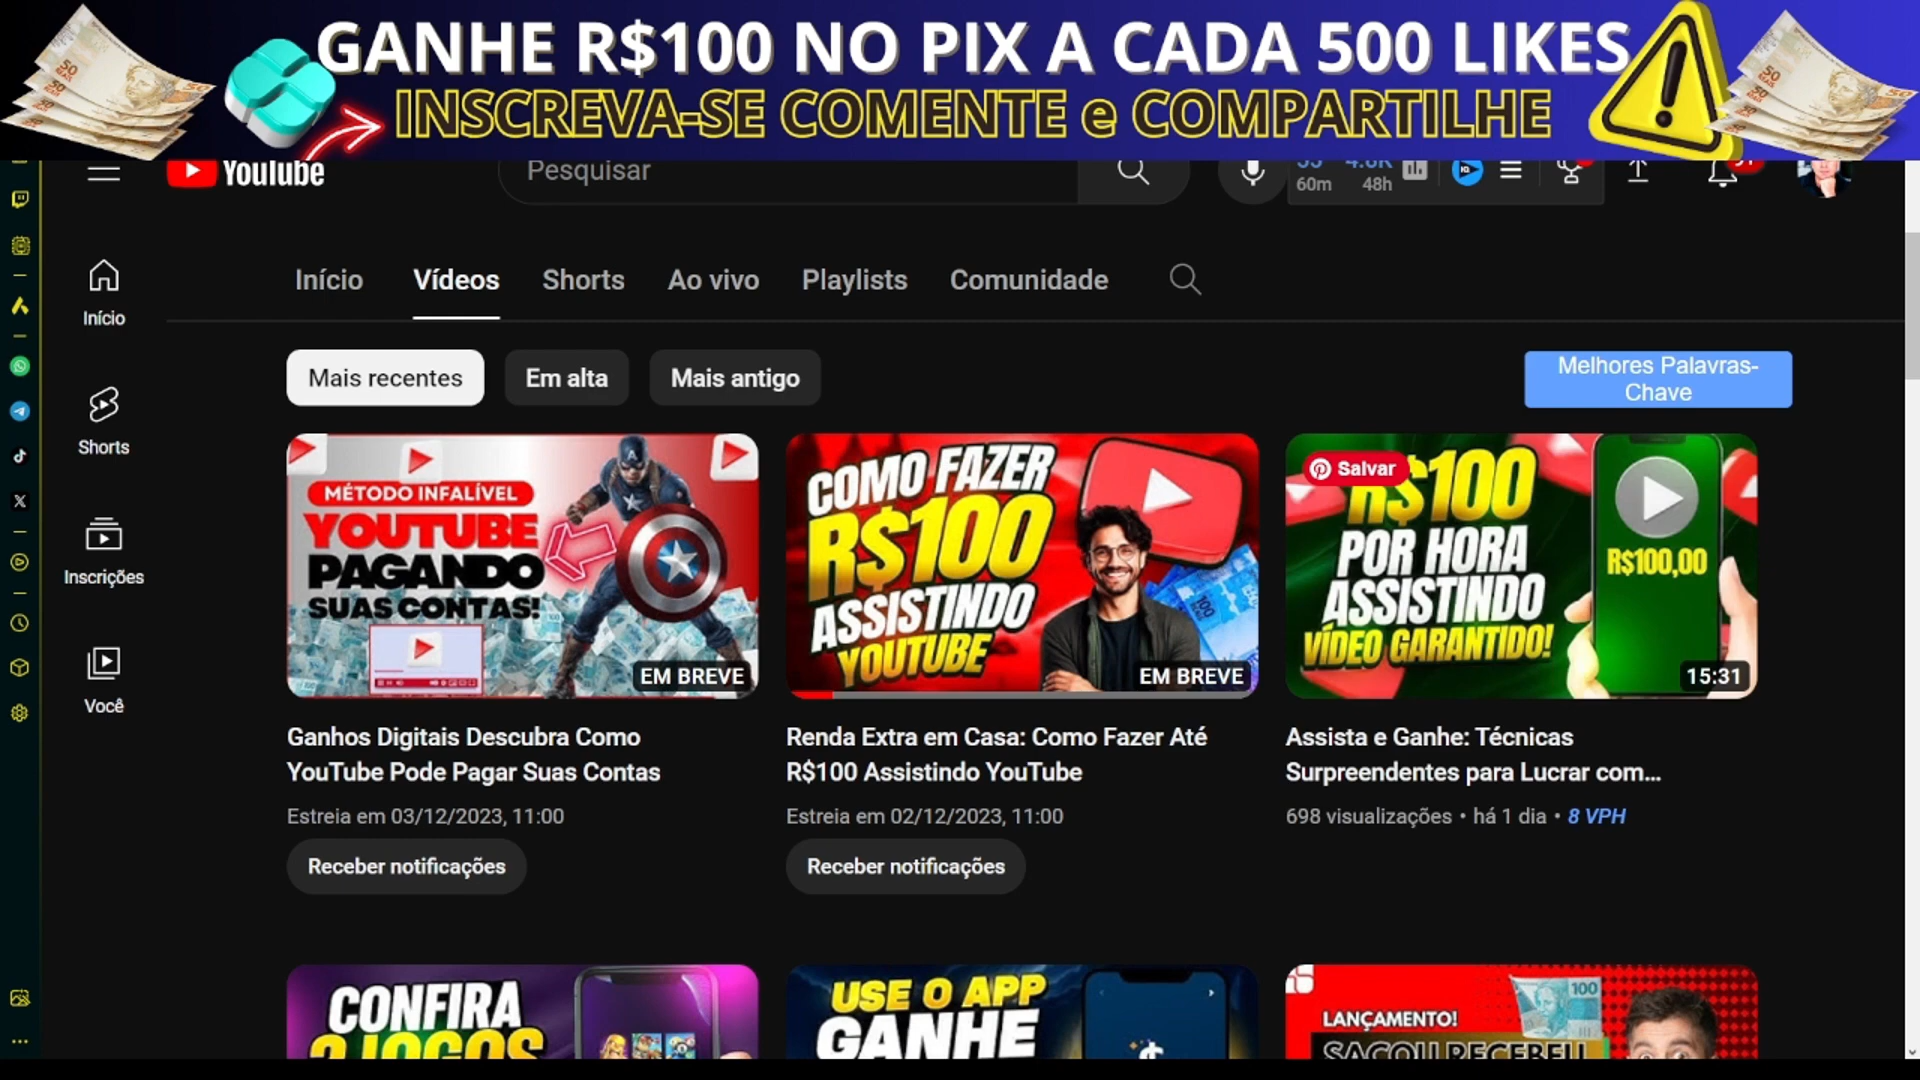 GANHE R$100 NO PIX A CADA 500 LIKES
INSCREVA-SE COMENTE e COMPARTILHE
YouTube
Pesquisar
60m
48h
Início
Vídeos
Shorts
Ao vivo
Playlists
Comunidade
Início
Shorts
Inscrições
Você
Mais recentes
Em alta
Mais antigo
Melhores Palavras-
Chave
MÉTODO INFALÍVEL
YOUTUBE
PAGANDO
SUAS CONTAS!
EM BREVE
COMO FAZER
R$100
ASSISTINDO
YOUTUBE
EM BREVE
Salvar
R$100
POR HORA
ASSISTINDO
VÍDEO GARANTIDO!
R$100,00
15:31
Ganhos Digitais Descubra Como
YouTube Pode Pagar Suas Contas
Estreia em 03/12/2023, 11:00
Receber notificações
Renda Extra em Casa: Como Fazer Até
R$100 Assistindo YouTube
Estreia em 02/12/2023, 11:00
Receber notificações
Assista e Ganhe: Técnicas
Surpreendentes para Lucrar com...
698 visualizações • há 1 dia • 8 VPH
CONFIRA
USE O APP
GANHE
LANÇAMENTO!
100